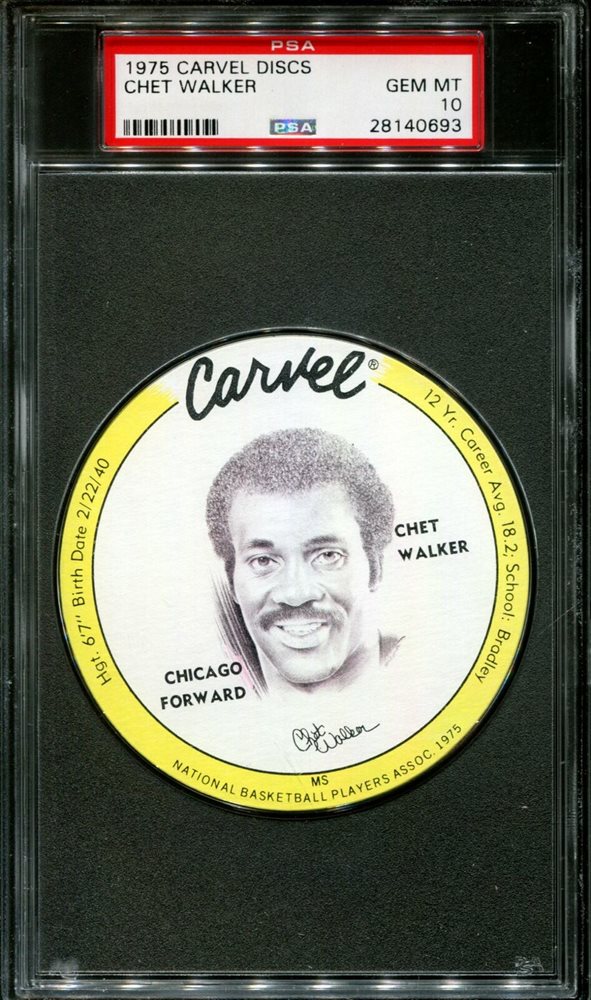 PSA
1975 CARVEL DISCS
CHET WALKER
GEM MT
10
PSA
28140693
Carvel®
Hgt. 6'7" Birth Date 2/22/40
12 Yr. Career Avg. 18.2; School: Bradley
CHET
WALKER
CHICAGO
FORWARD
Chet
Walker
MS
NATIONAL BASKETBALL PLAYERS ASSOC. 1975